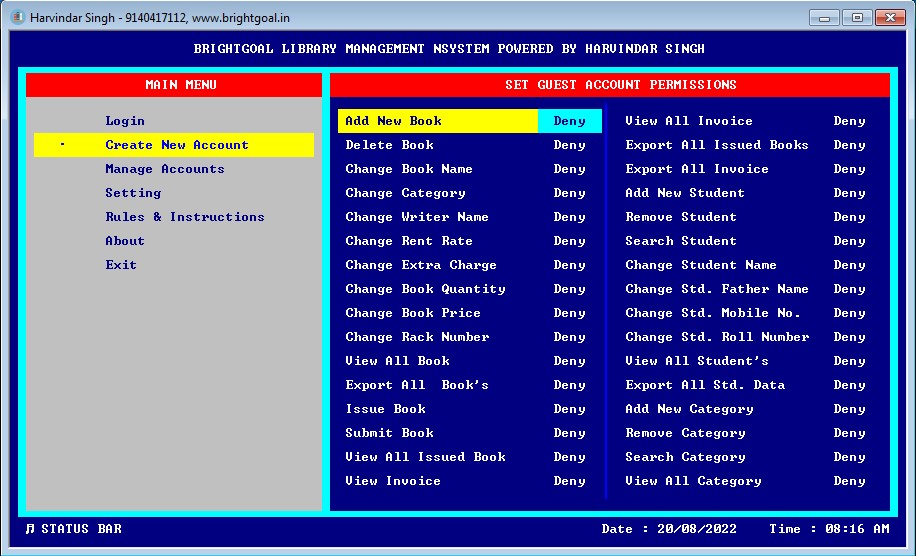 Harvindar Singh - 9140417112, www.brightgoal.in
BRIGHTGOAL LIBRARY MANAGEMENT NSYSTEM POWERED BY HARVINDAR SINGH
MAIN MENU
Login
- Create New Account
Manage Accounts
Setting
Rules & Instructions
About
Exit
SET GUEST ACCOUNT PERMISSIONS
Add New Book Deny
Delete Book Deny
Change Book Name Deny
Change Category Deny
Change Writer Name Deny
Change Rent Rate Deny
Change Extra Charge Deny
Change Book Quantity Deny
Change Book Price Deny
Change Rack Number Deny
View All Book Deny
Export All  Book's Deny
Issue Book Deny
Submit Book Deny
View All Issued Book Deny
View Invoice Deny
View All Invoice Deny
Export All Issued Books Deny
Export All Invoice Deny
Add New Student Deny
Remove Student Deny
Search Student Deny
Change Student Name Deny
Change Std. Father Name Deny
Change Std. Mobile No. Deny
Change Std. Roll Number Deny
View All Student's Deny
Export All Std. Data Deny
Add New Category Deny
Remove Category Deny
Search Category Deny
View All Category Deny
♫ STATUS BAR
Date : 20/08/2022 Time : 08:16 AM